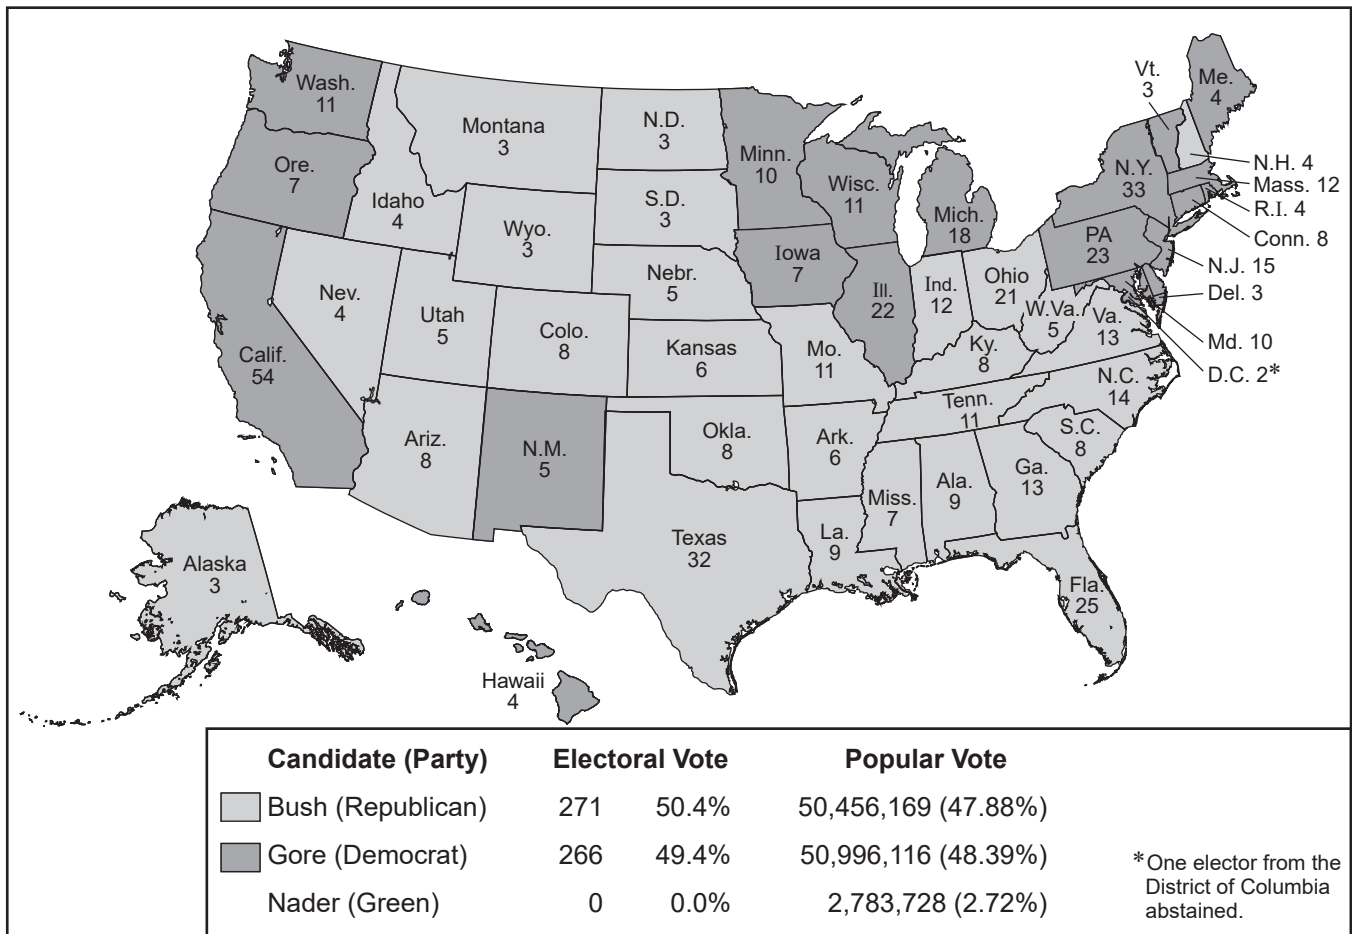 Wash.
11
Ore.
7
Calif.
54
Nev.
4
Idaho
4
Montana
3
Wyo.
3
Utah
5
Ariz.
8
Colo.
8
N.M.
5
N.D.
3
S.D.
3
Nebr.
5
Kansas
6
Okla.
8
Texas
32
Minn.
10
Iowa
7
Mo.
11
Ark.
6
La.
9
Wisc.
11
Ill.
22
Mich.
18
Ind.
12
Ohio
21
Ky.
8
Tenn.
11
Miss.
7
Ala.
9
Ga.
13
Fla.
25
S.C.
8
N.C.
14
Va.
13
W.Va.
5
PA
23
N.Y.
33
Vt.
3
Me.
4
N.H. 4
Mass. 12
R.I. 4
Conn. 8
N.J. 15
Del. 3
Md. 10
D.C. 2*
Alaska
3
Hawaii
4
Candidate (Party) Electoral Vote Popular Vote
Bush (Republican) 271 50.4% 50,456,169 (47.88%)
Gore (Democrat) 266 49.4% 50,996,116 (48.39%)
Nader (Green) 0 0.0% 2,783,728 (2.72%)
*One elector from the
District of Columbia
abstained.